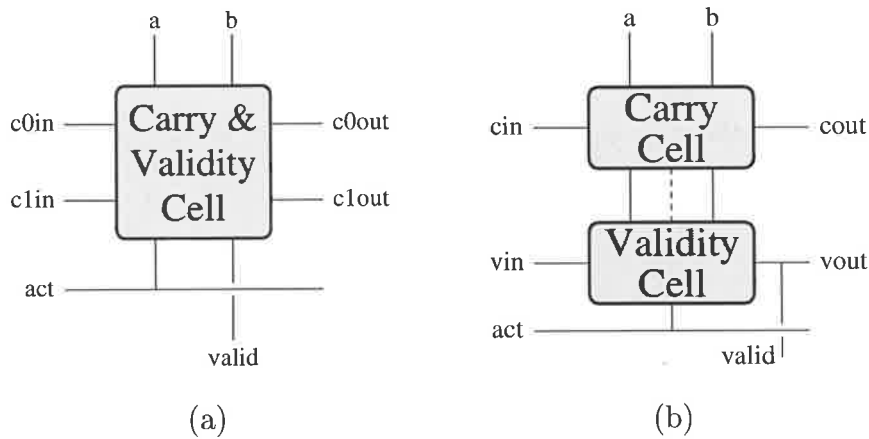 a b
c0in Carry & c0out
Validity
c1in Cell c1out
act
valid
(a)
a b
cin Carry cout
Cell
vin Validity vout
Cell
act
valid
(b)